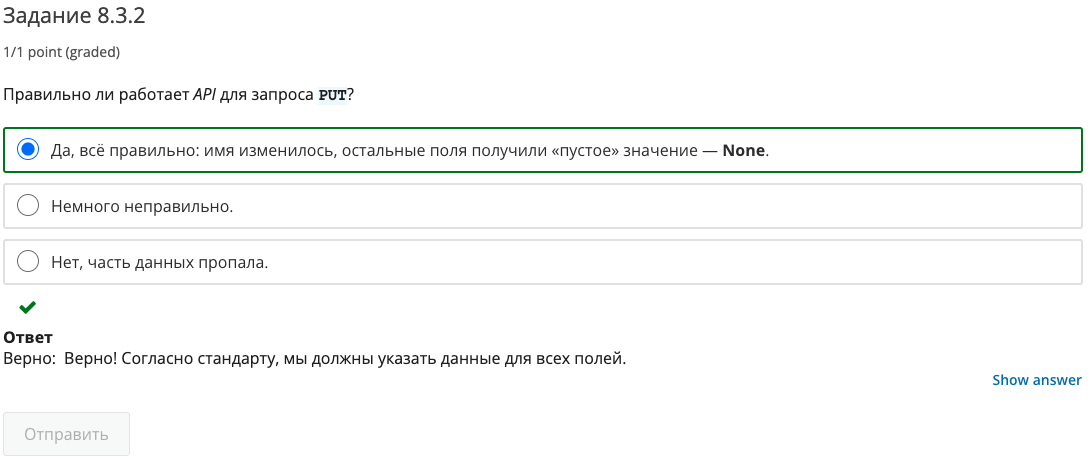 Задание 8.3.2
1/1 point (graded)
Правильно ли работает API для запроса PUT?
Да, всё правильно: имя изменилось, остальные поля получили «пустое» значение — None.
Немного неправильно.
Нет, часть данных пропала.
Ответ
Верно:  Верно! Согласно стандарту, мы должны указать данные для всех полей.
Show answer
Отправить